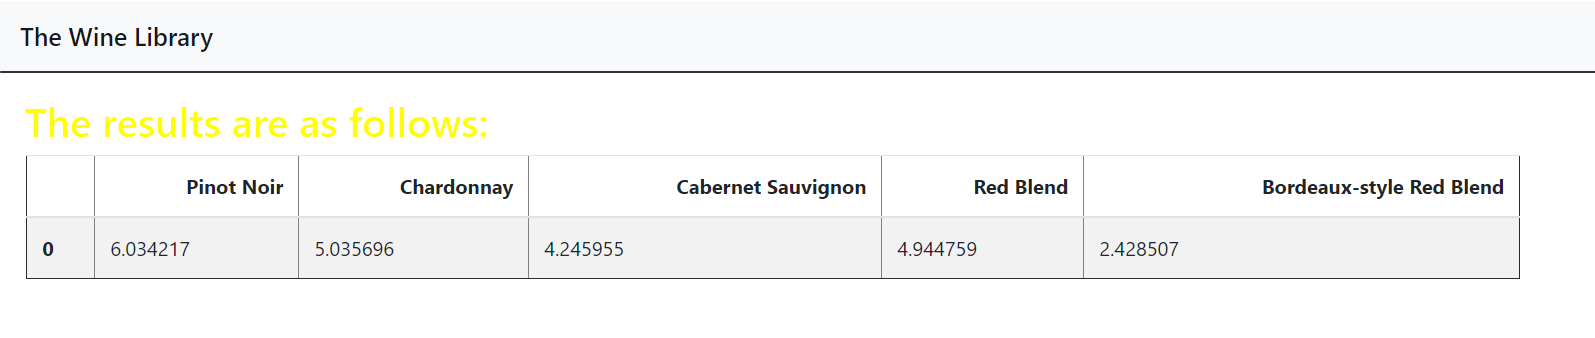 The Wine Library
The results are as follows:
Pinot Noir Chardonnay Cabernet Sauvignon Red Blend Bordeaux-style Red Blend
0 6.034217 5.035696 4.245955 4.944759 2.428507